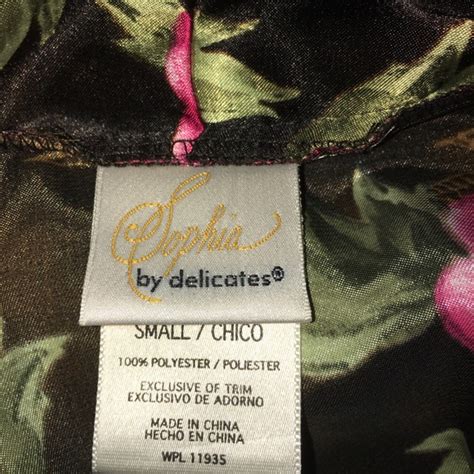 Sophia
by delicates®
SMALL / CHICO
100% POLYESTER / POLIESTER
EXCLUSIVE OF TRIM
EXCLUSIVO DE ADORNO
MADE IN CHINA
HECHO EN CHINA
WPL 11935